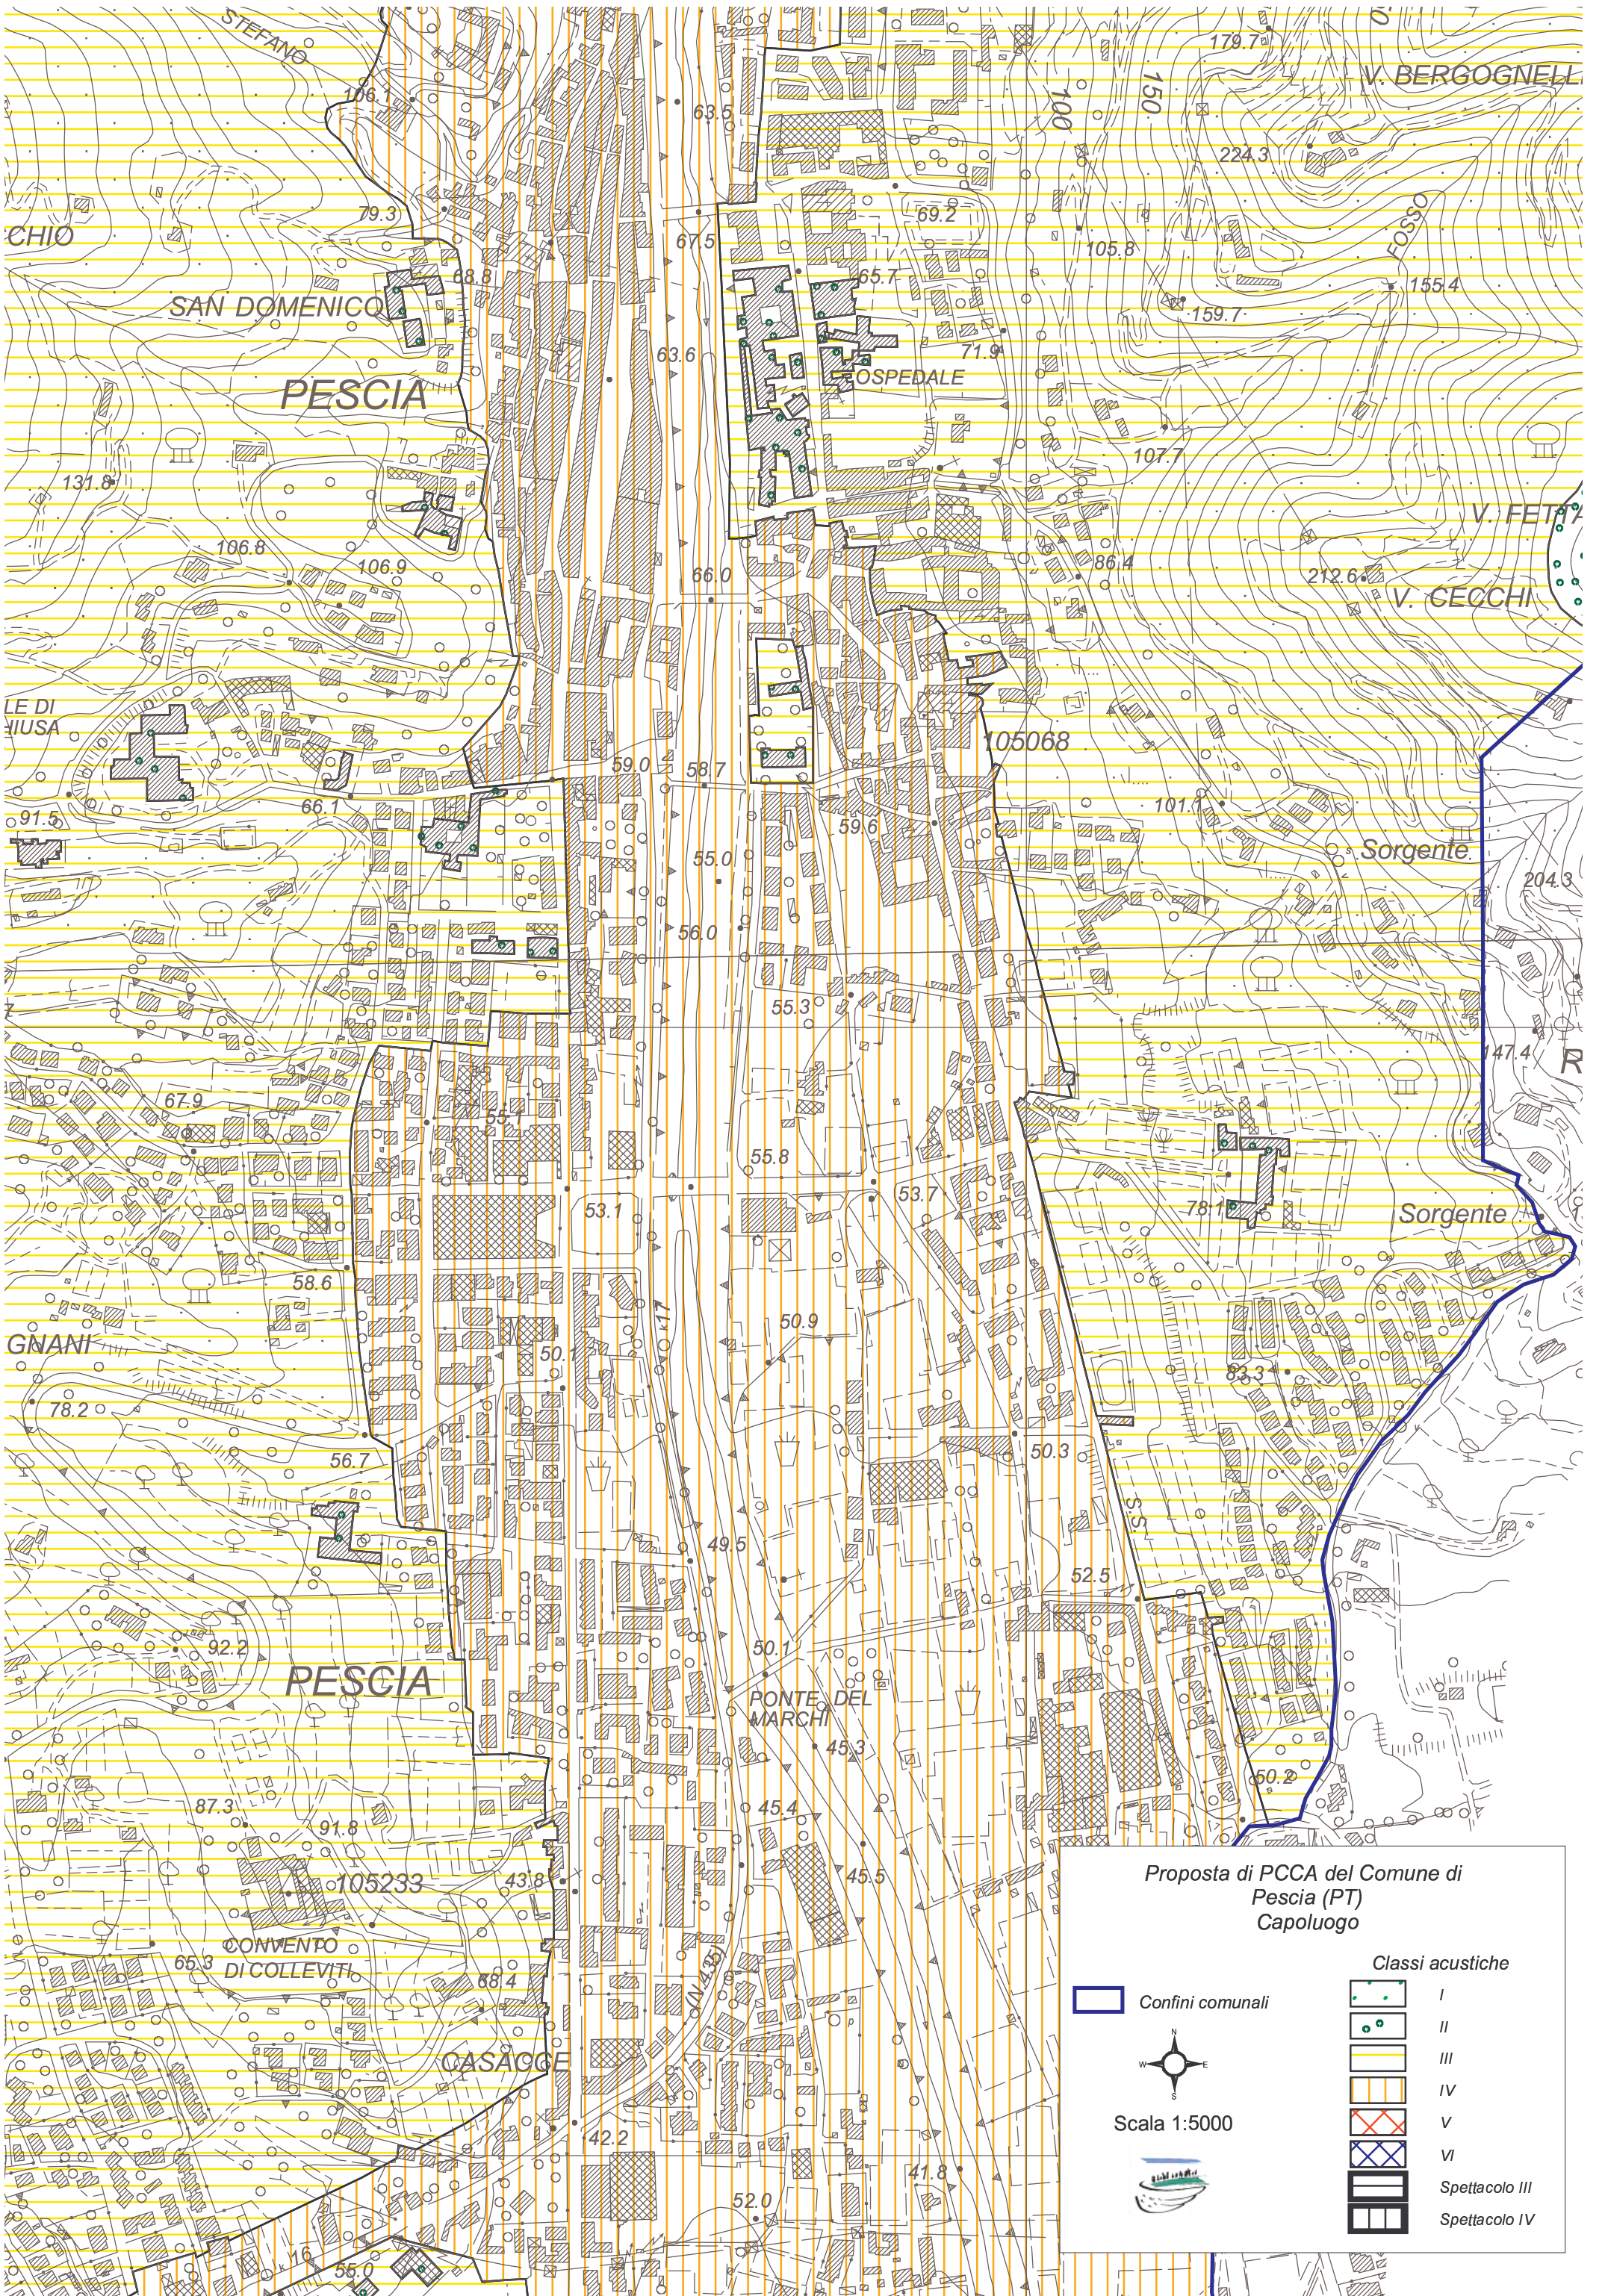 STEFANO
179.7
V. BERGOGNELL
106.1
63.5
100
150
224.3
79.3
69.2
CHIO
67.5
105.8
FOSSO
68.8
65.7
155.4
SAN DOMENICO
159.7
63.6
71.9
OSPEDALE
PESCIA
107.7
131.8
V. FETTA
106.8
106.9
66.0
86.4
212.6
V. CECCHI
LE DI
HIUSA
105068
59.0
58.7
66.1
101.1
91.5
59.6
Sorgente
55.0
204.3
56.0
55.3
147.4
R
67.9
55.1
55.8
53.7
53.1
78.1
Sorgente
58.6
k17
50.9
GNANI
50.1
83.3
78.2
50.3
56.7
S.S.
49.5
52.5
92.2
50.1
PESCIA
PONTE DEL
MARCHI
45.3
50.2
87.3
45.4
91.8
43.8
45.5
105233
CONVENTO
DI COLLEVITI
65.3
68.4
(N.435)
CASACCE
42.2
41.8
52.0
k 16
55.0
Proposta di PCCA del Comune di
Pescia (PT)
Capoluogo
Classi acustiche
Confini comunali
I
II
III
IV
V
VI
Spettacolo III
Spettacolo IV
N
W
E
S
Scala 1:5000